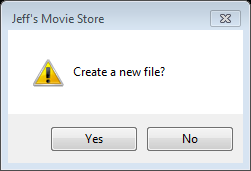 Jeff's Movie Store
Create a new file?
Yes
No